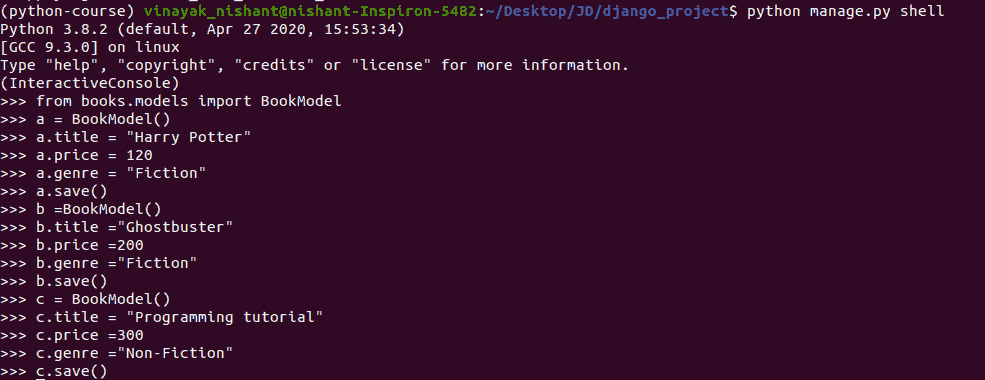 (python-course) vinayak_nishant@nishant-Inspiron-5482:~/Desktop/JD/django_project$ python manage.py shell
Python 3.8.2 (default, Apr 27 2020, 15:53:34)
[GCC 9.3.0] on linux
Type "help", "copyright", "credits" or "license" for more information.
(InteractiveConsole)
>>> from books.models import BookModel
>>> a = BookModel()
>>> a.title = "Harry Potter"
>>> a.price = 120
>>> a.genre = "Fiction"
>>> a.save()
>>> b =BookModel()
>>> b.title ="Ghostbuster"
>>> b.price =200
>>> b.genre ="Fiction"
>>> b.save()
>>> c = BookModel()
>>> c.title = "Programming tutorial"
>>> c.price =300
>>> c.genre ="Non-Fiction"
>>> c.save()